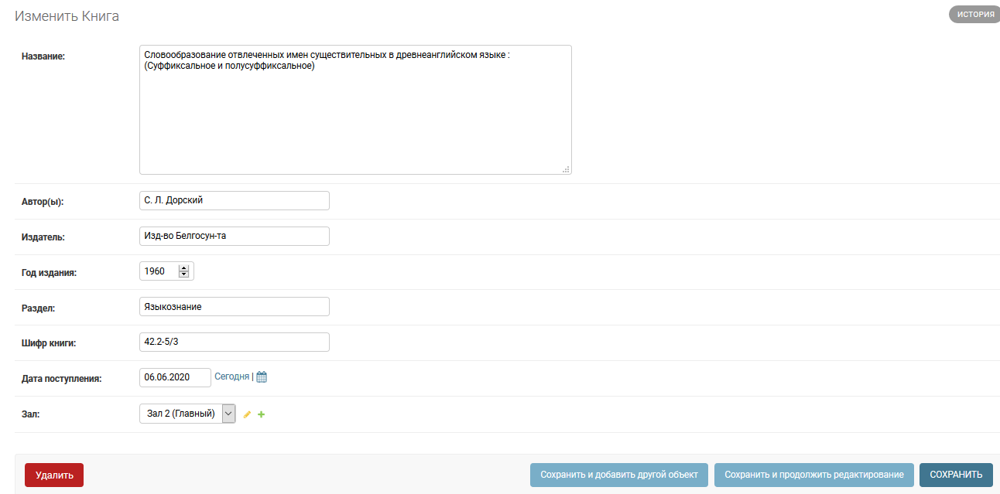 Изменить Книга
ИСТОРИЯ
Название:
Словообразование отвлеченных имен существительных в древнеанглийском языке :
(Суффиксальное и полусуффиксальное)
Автор(ы):
С. Л. Дорский
Издатель:
Изд-во Белгосун-та
Год издания:
1960
Раздел:
Языкознание
Шифр книги:
42.2-5/3
Дата поступления:
06.06.2020 Сегодня |
Зал:
Зал 2 (Главный)
Удалить
Сохранить и добавить другой объект
Сохранить и продолжить редактирование
СОХРАНИТЬ